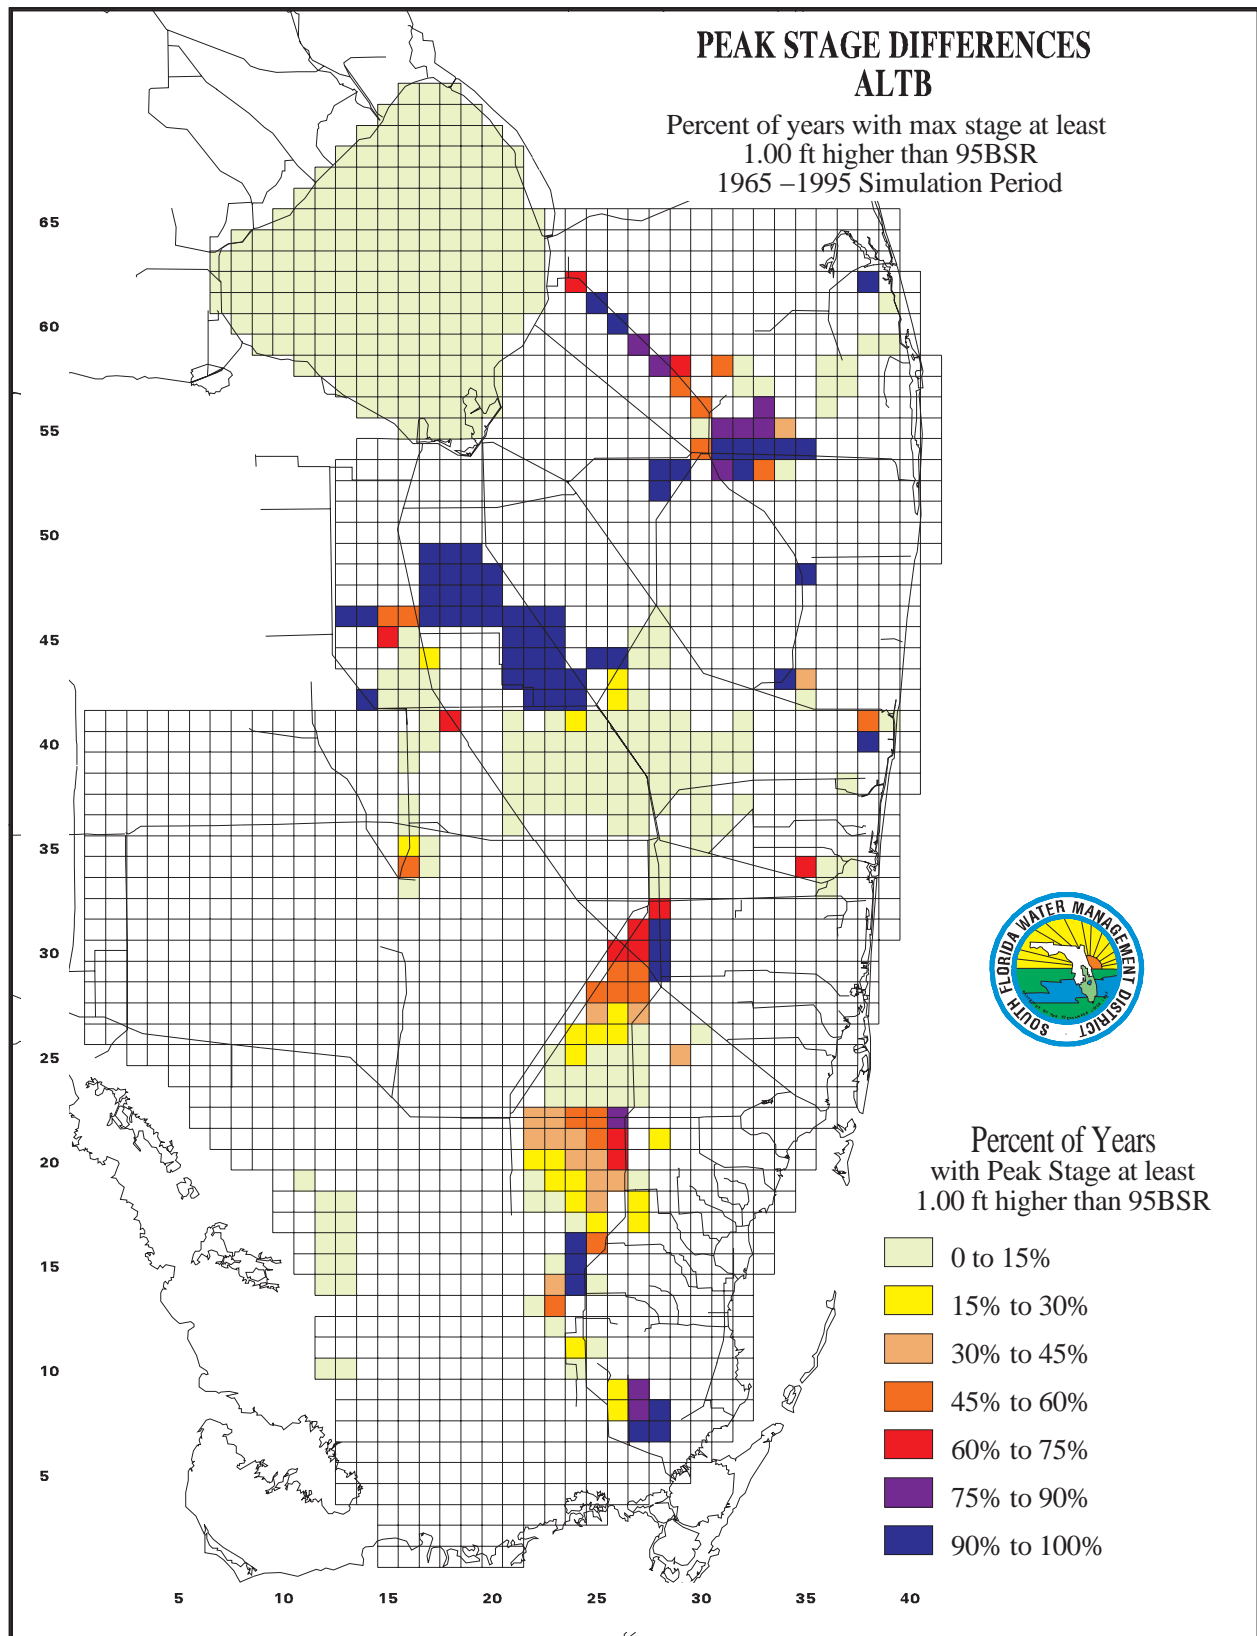 PEAK STAGE DIFFERENCES
ALTB
Percent of years with max stage at least
1.00 ft higher than 95BSR
1965 –1995 Simulation Period
65
60
55
50
45
40
35
30
25
20
15
10
5
SOUTH FLORIDA WATER MANAGEMENT DISTRICT
Percent of Years
with Peak Stage at least
1.00 ft higher than 95BSR
0 to 15%
15% to 30%
30% to 45%
45% to 60%
60% to 75%
75% to 90%
90% to 100%
5 10 15 20 25 30 35 40